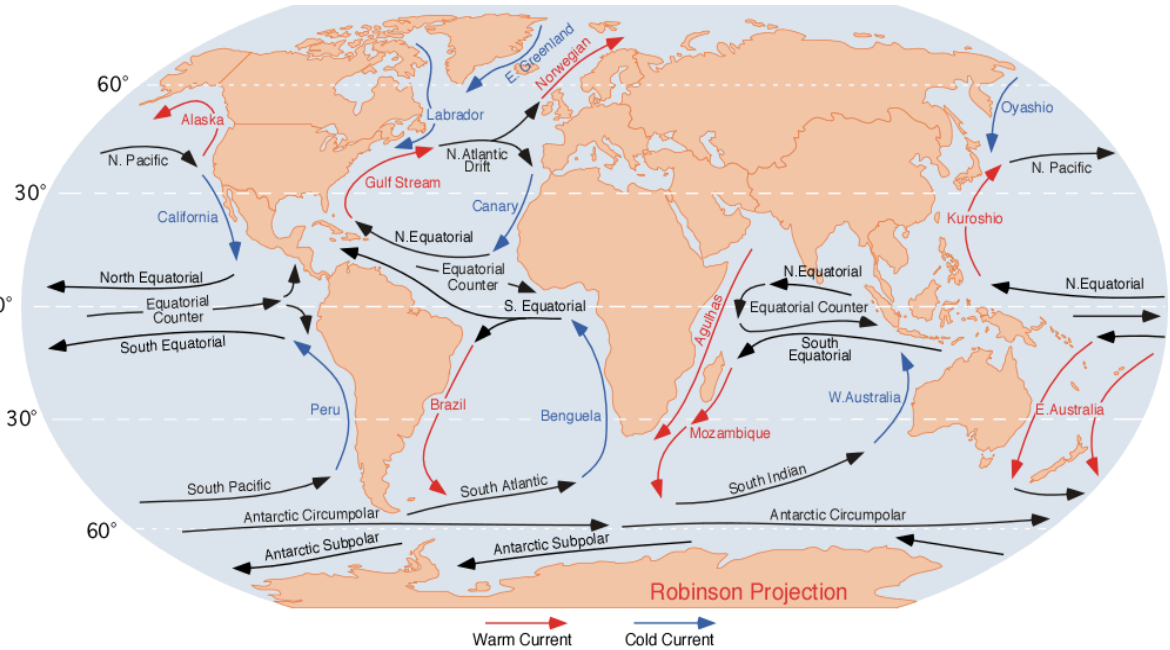 E. Greenland
Norwegian
60°
Oyashio
Alaska
Labrador
N. Pacific
N.Atlantic
Drift
N. Pacific
Gulf Stream
30°
California
Canary
Kuroshio
N.Equatorial
North Equatorial
Equatorial
Counter
N.Equatorial
N.Equatorial
0°
Equatorial
Counter
S. Equatorial
Equatorial Counter
Agulhas
South Equatorial
South
Equatorial
Peru
Brazil
Benguela
W.Australia
E.Australia
30°
Mozambique
South Pacific
South Atlantic
South Indian
Antarctic Circumpolar
Antarctic Circumpolar
60°
Antarctic Subpolar
Antarctic Subpolar
Robinson Projection
Warm Current
Cold Current